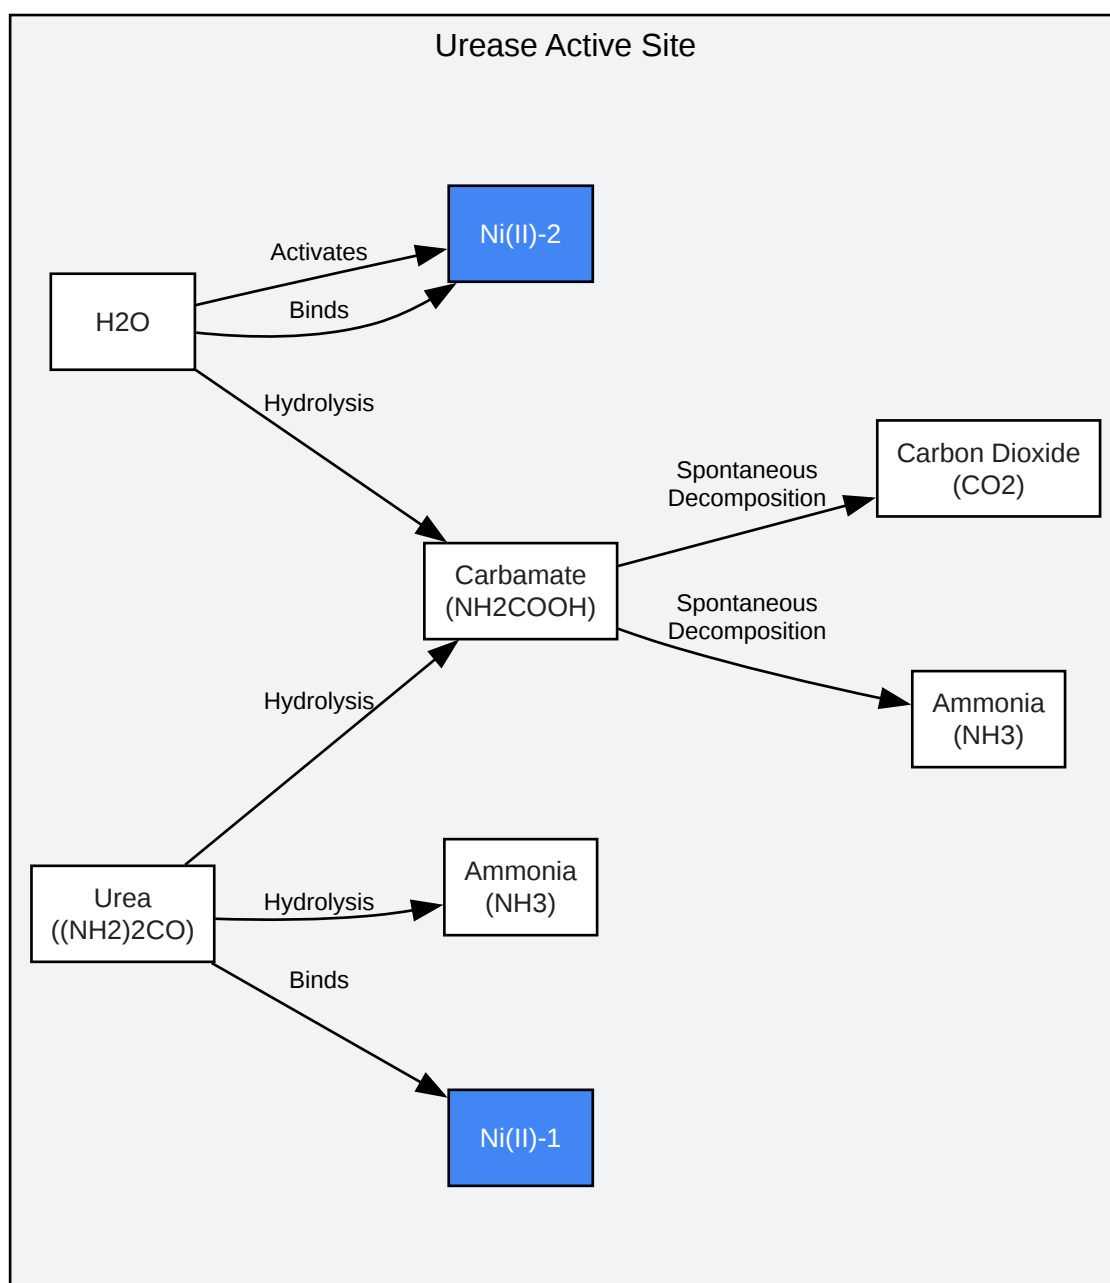 Urease Active Site
Ni(II)-2
Activates
Binds
H2O
Hydrolysis
Carbon Dioxide
(CO2)
Spontaneous
Decomposition
Carbamate
(NH2COOH)
Spontaneous
Decomposition
Ammonia
(NH3)
Hydrolysis
Urea
((NH2)2CO)
Hydrolysis
Ammonia
(NH3)
Binds
Ni(II)-1